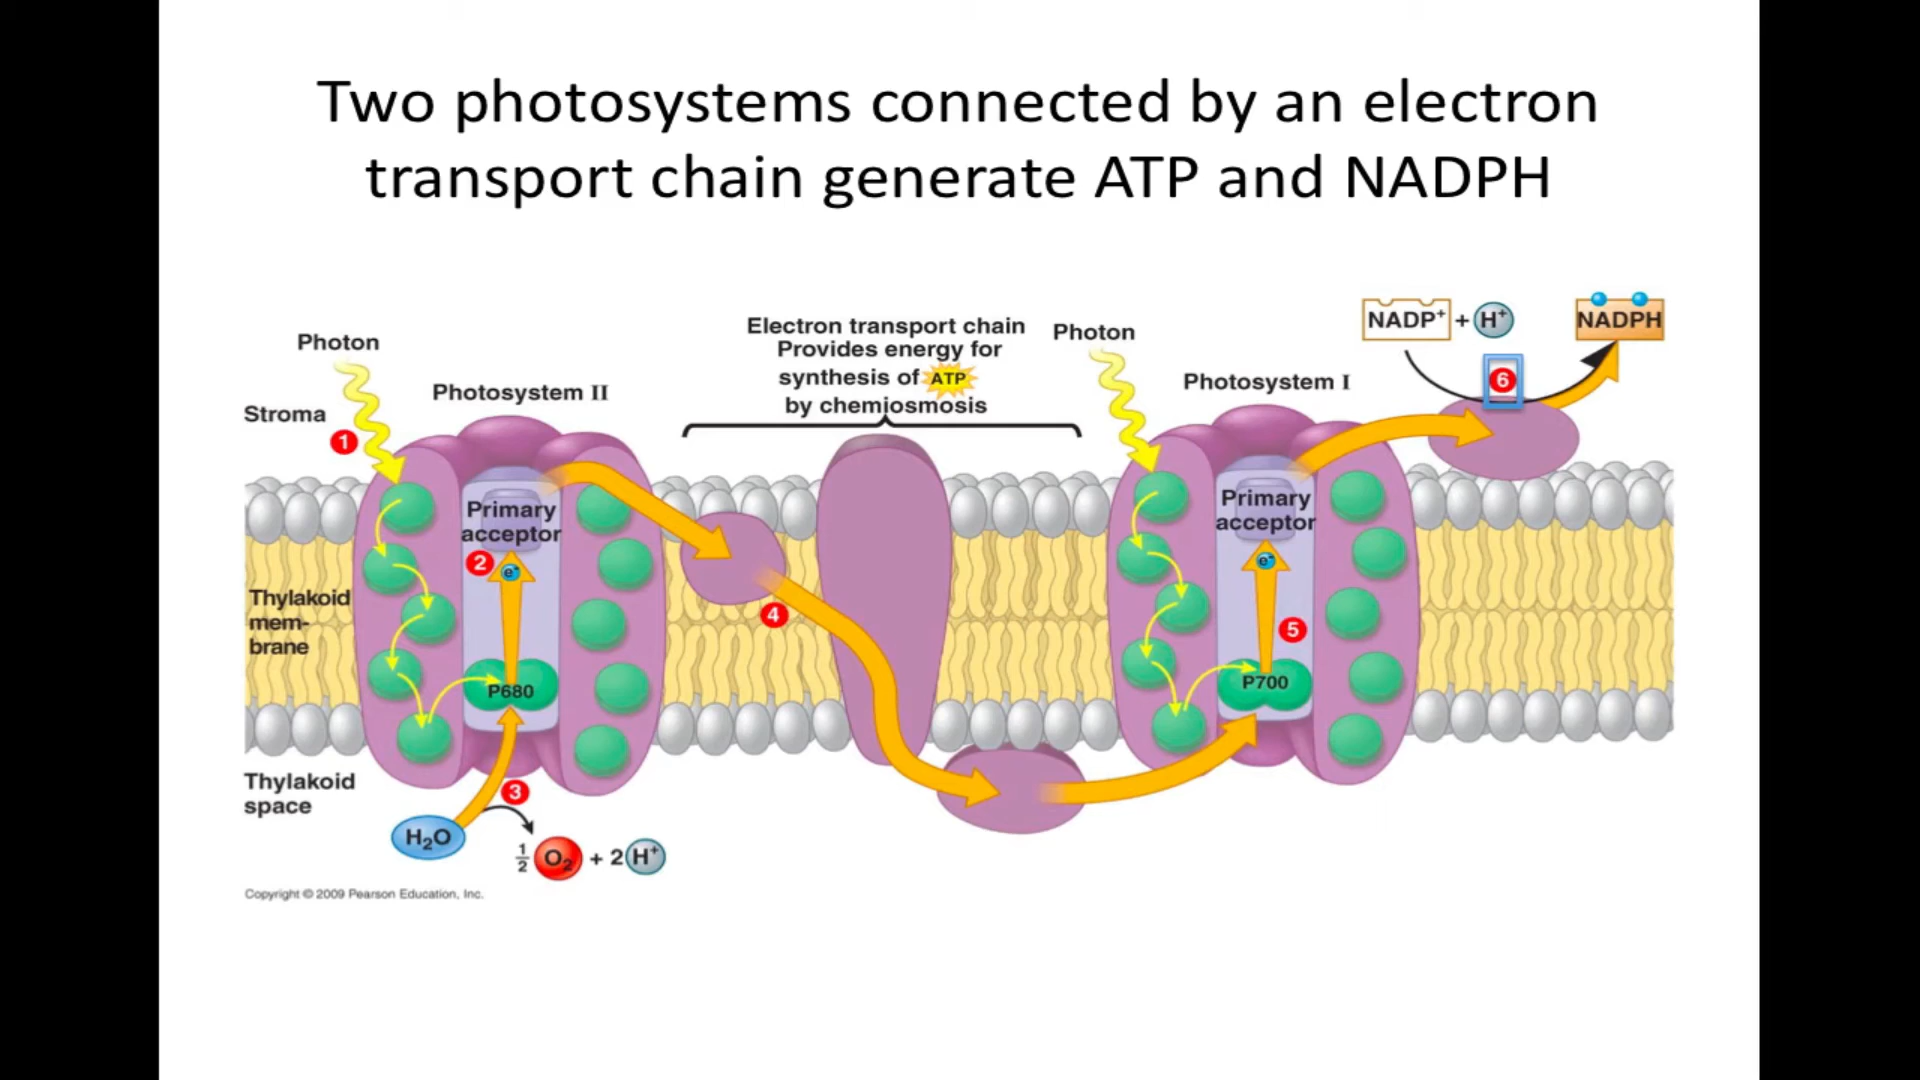 Two photosystems connected by an electron
transport chain generate ATP and NADPH
Photon
Stroma
1
Photosystem II
Electron transport chain
Provides energy for
synthesis of ATP
by chemiosmosis
Photon
Photosystem I
NADP⁺ + H⁺
NADPH
6
Primary
acceptor
2
e⁻
Thylakoid
mem-
brane
P680
4
Primary
acceptor
e⁻
5
P700
Thylakoid
space
3
H₂O
½ O₂ + 2 H⁺
Copyright © 2009 Pearson Education, Inc.